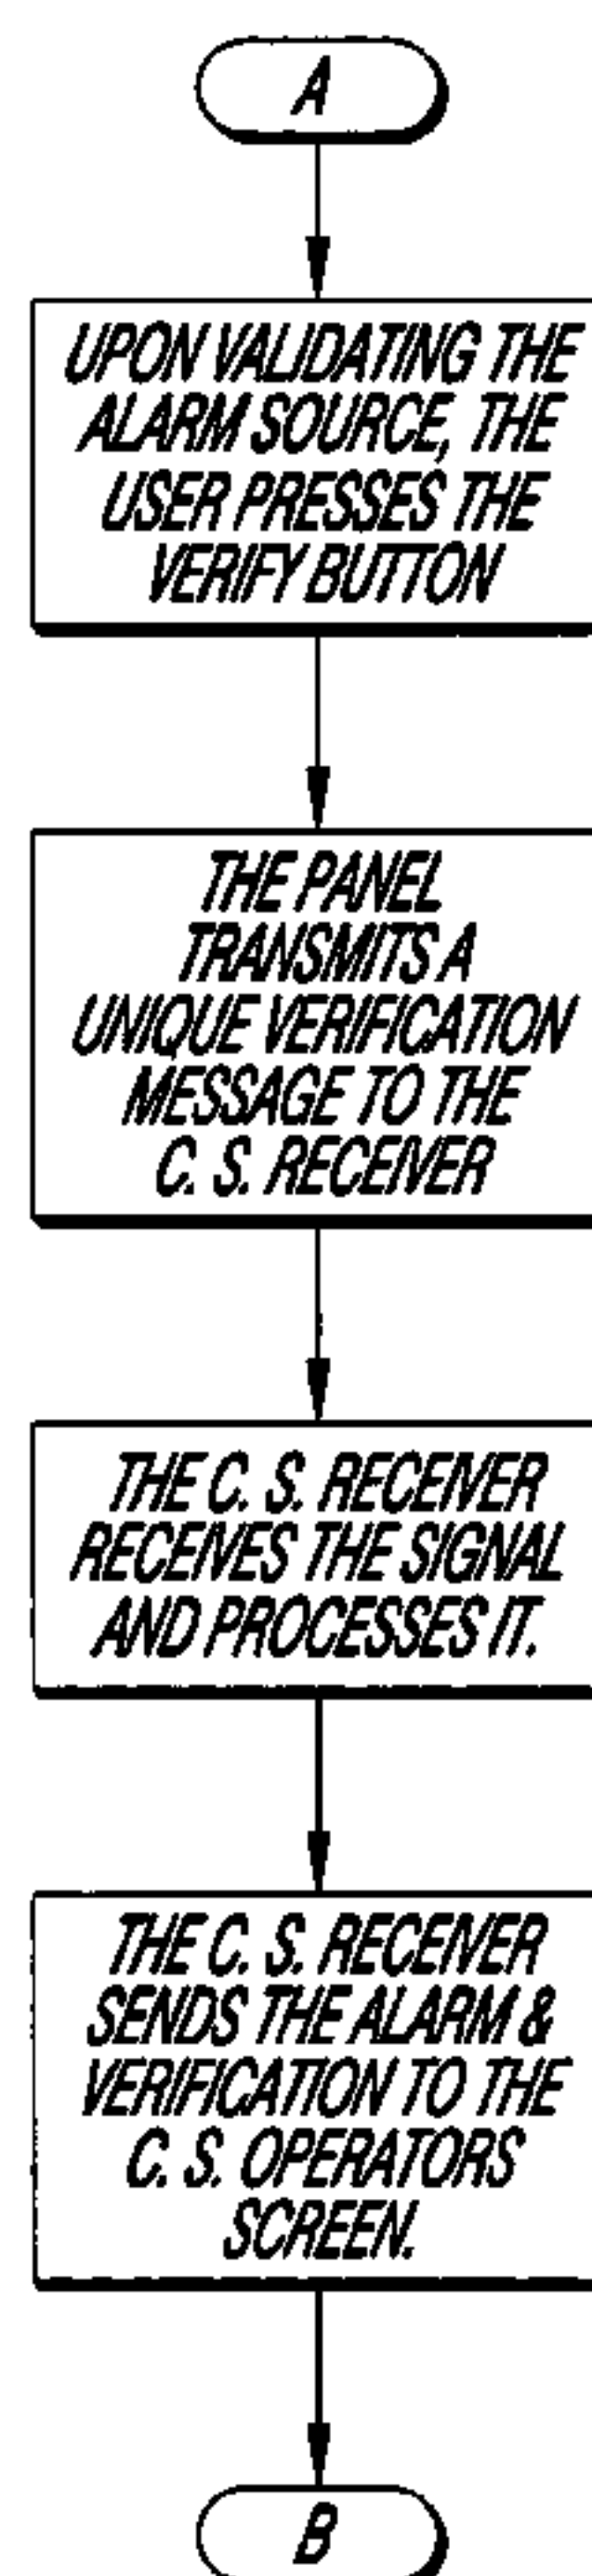 A
UPON VALIDATING THE
ALARM SOURCE, THE
USER PRESSES THE
VERIFY BUTTON
THE PANEL
TRANSMITS A
UNIQUE VERIFICATION
MESSAGE TO THE
C. S. RECEIVER
THE C. S. RECEIVER
RECEIVES THE SIGNAL
AND PROCESSES IT.
THE C. S. RECEIVER
SENDS THE ALARM &
VERIFICATION TO THE
C. S. OPERATORS
SCREEN.
B